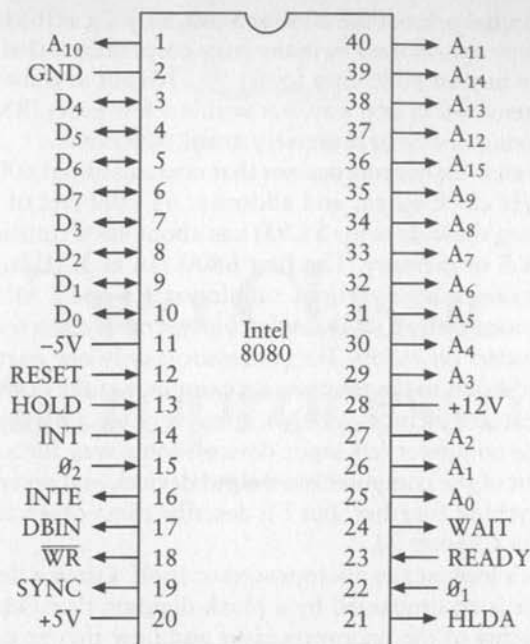 A10 1 40 A11
GND 2 39 A14
D4 3 38 A13
D5 4 37 A12
D6 5 36 A15
D7 6 35 A9
D3 7 34 A8
D2 8 33 A7
D1 9 32 A6
D0 10 31 A5
–5V 11 Intel 8080 30 A4
RESET 12 29 A3
HOLD 13 28 +12V
INT 14 27 A2
Ø2 15 26 A1
INTE 16 25 A0
DBIN 17 24 WAIT
W̅R̅ 18 23 READY
SYNC 19 22 Ø1
+5V 20 21 HLDA